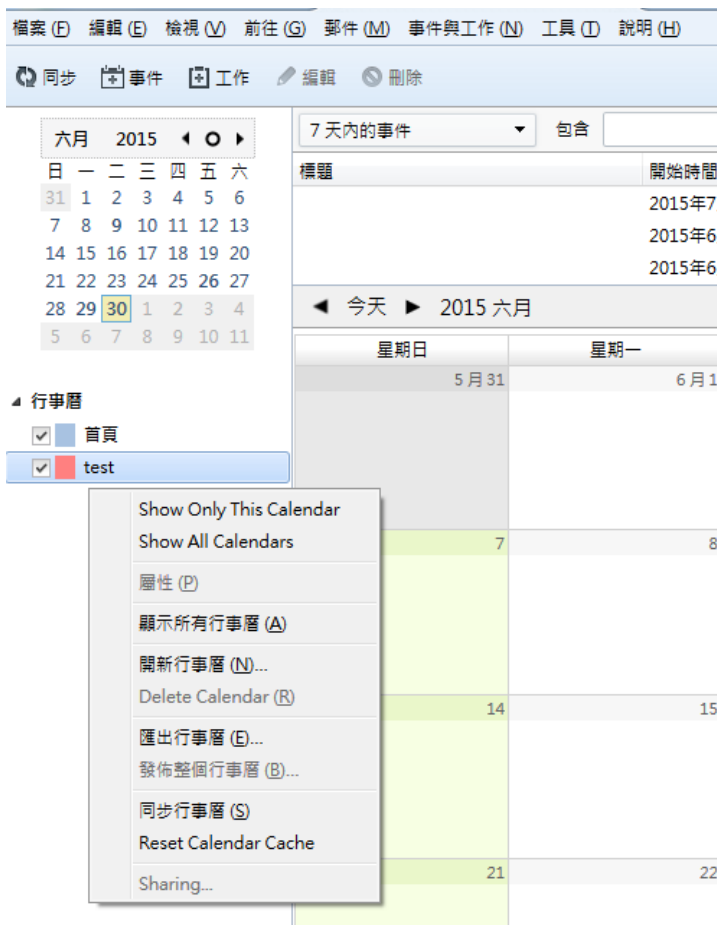 檔案 (F) 編輯 (E) 檢視 (V) 前往 (G) 郵件 (M) 事件與工作 (N) 工具 (T) 說明 (H)
同步 事件 工作 編輯 刪除
六月 2015
日 一 二 三 四 五 六
31 1 2 3 4 5 6
7 8 9 10 11 12 13
14 15 16 17 18 19 20
21 22 23 24 25 26 27
28 29 30 1 2 3 4
5 6 7 8 9 10 11
行事曆
首頁
test
7 天內的事件 包含
標題 開始時間
2015年7
2015年6
2015年6
今天 2015 六月
星期日 星期一
5 月 31 6 月 1
7 8
14 15
21 22
Show Only This Calendar
Show All Calendars
屬性 (P)
顯示所有行事曆 (A)
開新行事曆 (N)...
Delete Calendar (R)
匯出行事曆 (E)...
發佈整個行事曆 (B)...
同步行事曆 (S)
Reset Calendar Cache
Sharing...